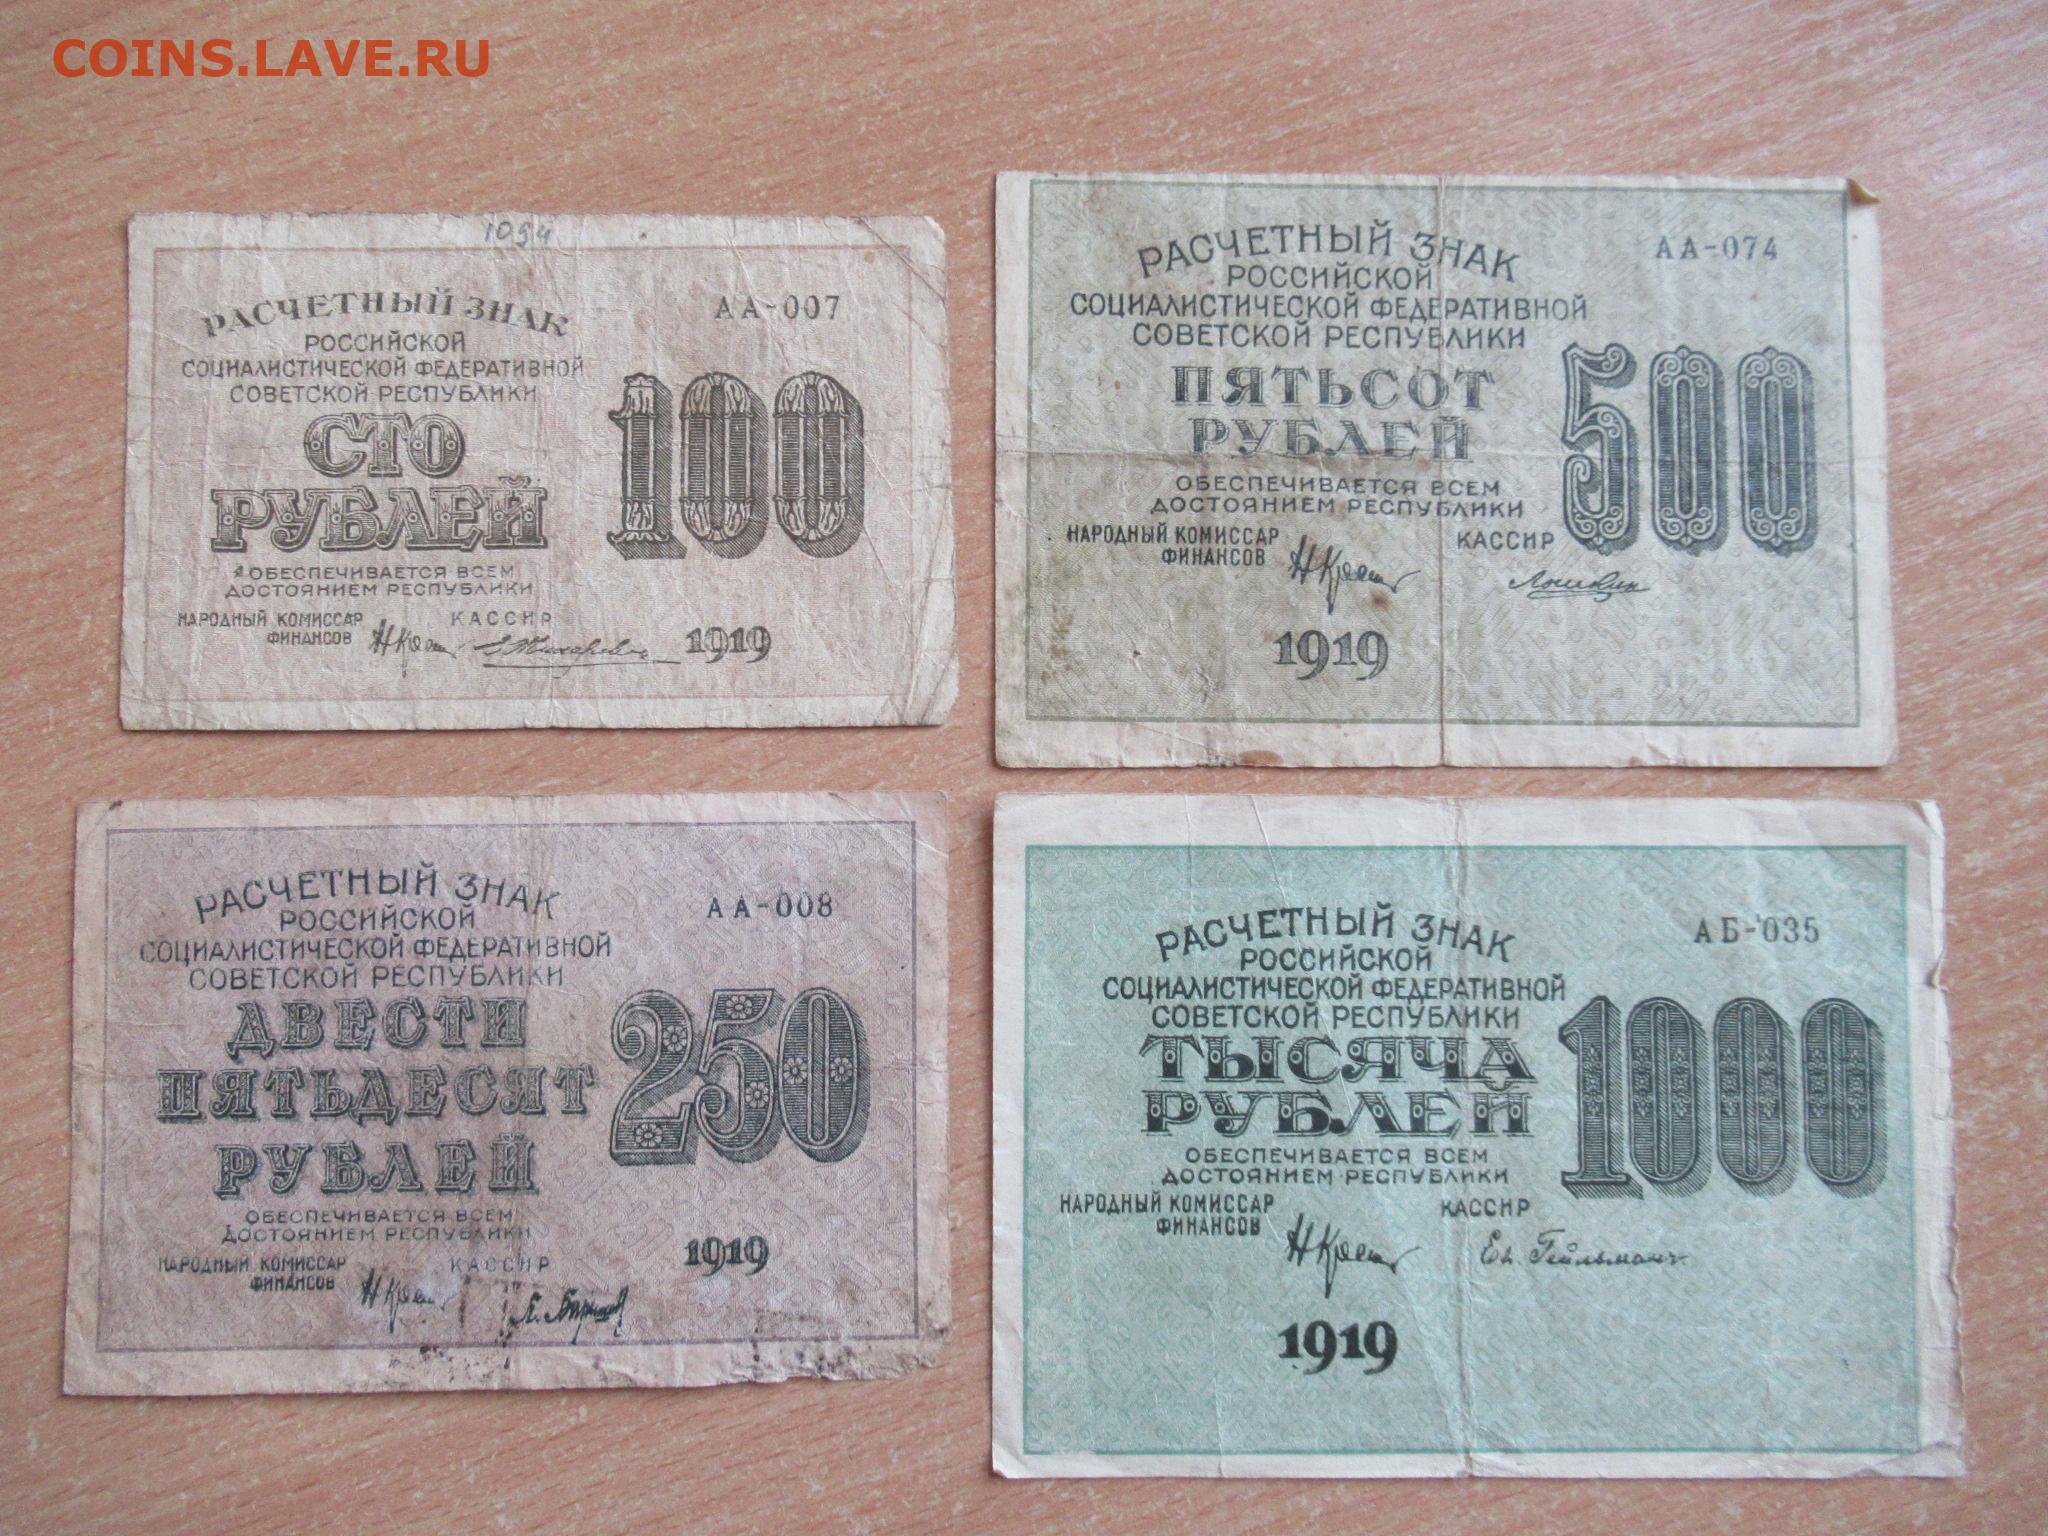 COINS.LAVE.RU
1094
РАСЧЕТНЫЙ ЗНАК
АА-007
РОССИЙСКОЙ
СОЦИАЛИСТИЧЕСКОЙ ФЕДЕРАТИВНОЙ
СОВЕТСКОЙ РЕСПУБЛИКИ
СТО
РУБЛЕЙ
100
ОБЕСПЕЧИВАЕТСЯ ВСЕМ
ДОСТОЯНИЕМ РЕСПУБЛИКИ
НАРОДНЫЙ КОМИССАР
ФИНАНСОВ
КАССИР
1919
РАСЧЕТНЫЙ ЗНАК
АА-074
РОССИЙСКОЙ
СОЦИАЛИСТИЧЕСКОЙ ФЕДЕРАТИВНОЙ
СОВЕТСКОЙ РЕСПУБЛИКИ
ПЯТЬСОТ
РУБЛЕЙ
500
ОБЕСПЕЧИВАЕТСЯ ВСЕМ
ДОСТОЯНИЕМ РЕСПУБЛИКИ
НАРОДНЫЙ КОМИССАР
ФИНАНСОВ
КАССИР
1919
РАСЧЕТНЫЙ ЗНАК
АА-008
РОССИЙСКОЙ
СОЦИАЛИСТИЧЕСКОЙ ФЕДЕРАТИВНОЙ
СОВЕТСКОЙ РЕСПУБЛИКИ
ДВЕСТИ
ПЯТЬДЕСЯТ
РУБЛЕЙ
250
ОБЕСПЕЧИВАЕТСЯ ВСЕМ
ДОСТОЯНИЕМ РЕСПУБЛИКИ
НАРОДНЫЙ КОМИССАР
ФИНАНСОВ
КАССИР
1919
РАСЧЕТНЫЙ ЗНАК
АБ-035
РОССИЙСКОЙ
СОЦИАЛИСТИЧЕСКОЙ ФЕДЕРАТИВНОЙ
СОВЕТСКОЙ РЕСПУБЛИКИ
ТЫСЯЧА
РУБЛЕЙ
1000
ОБЕСПЕЧИВАЕТСЯ ВСЕМ
ДОСТОЯНИЕМ РЕСПУБЛИКИ
НАРОДНЫЙ КОМИССАР
ФИНАНСОВ
КАССИР
Ев. Гейльман
1919